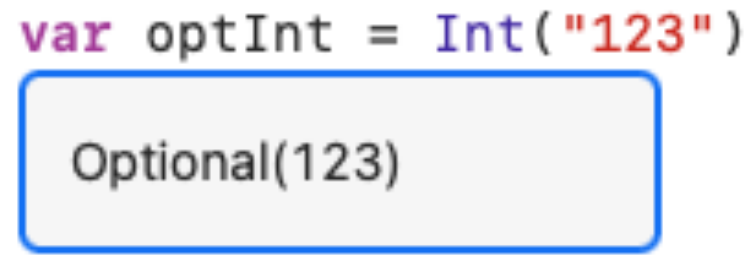 var optInt = Int("123")
Optional(123)